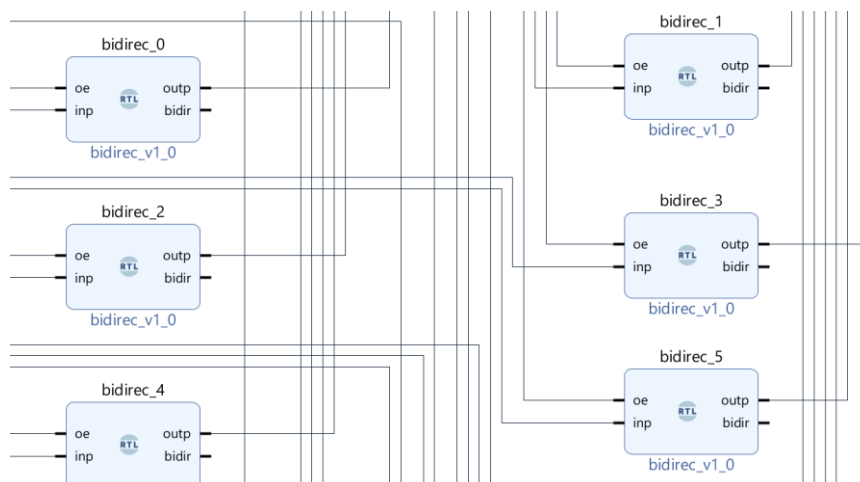 bidirec_0
oe
outp
RTL
inp
bidir
bidirec_v1_0
bidirec_1
oe
outp
RTL
inp
bidir
bidirec_v1_0
bidirec_2
oe
outp
RTL
inp
bidir
bidirec_v1_0
bidirec_3
oe
outp
RTL
inp
bidir
bidirec_v1_0
bidirec_4
oe
outp
RTL
inp
bidir
bidirec_5
oe
outp
RTL
inp
bidir
bidirec_v1_0